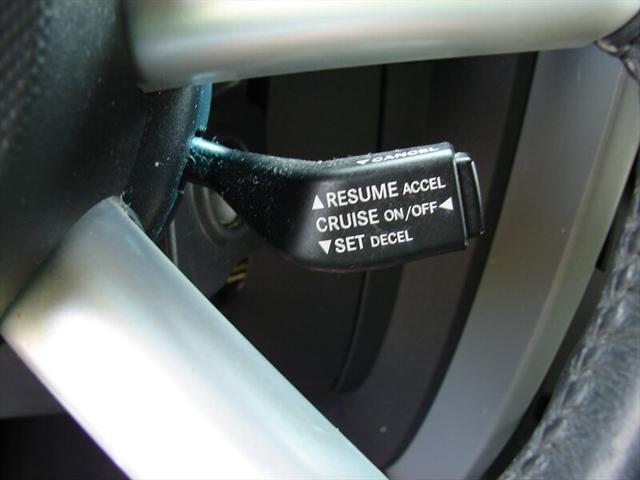 ▼CANCEL
▲RESUME ACCEL
CRUISE ON/OFF◀
▼SET DECEL